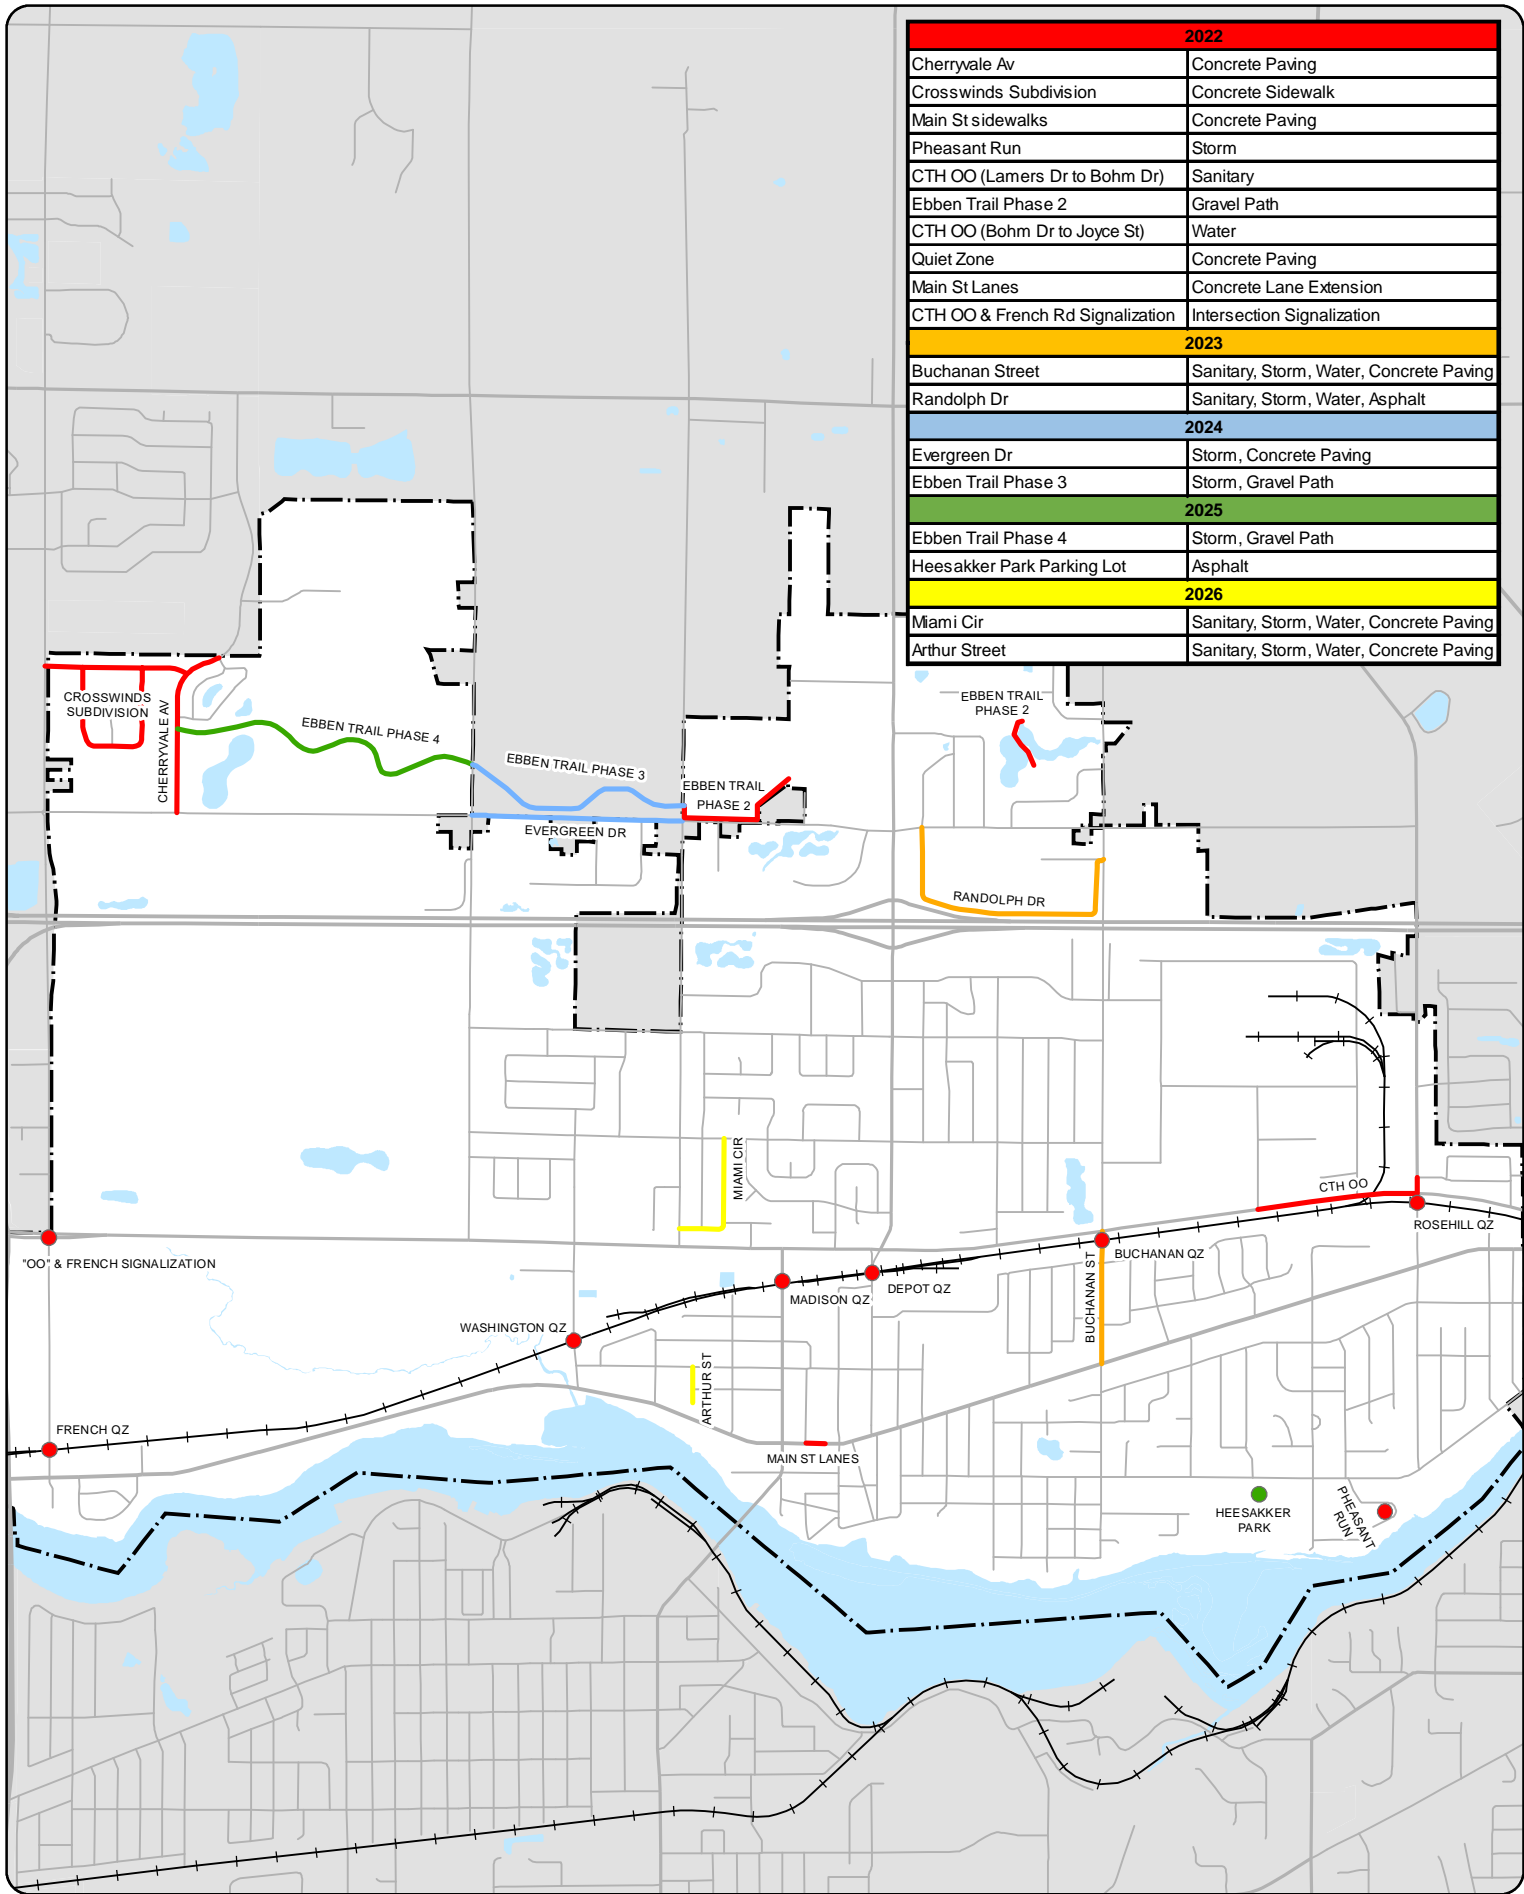 2022
Cherryvale Av Concrete Paving
Crosswinds Subdivision Concrete Sidewalk
Main St sidewalks Concrete Paving
Pheasant Run Storm
CTH OO (Lamers Dr to Bohm Dr) Sanitary
Ebben Trail Phase 2 Gravel Path
CTH OO (Bohm Dr to Joyce St) Water
Quiet Zone Concrete Paving
Main St Lanes Concrete Lane Extension
CTH OO & French Rd Signalization Intersection Signalization
2023
Buchanan Street Sanitary, Storm, Water, Concrete Paving
Randolph Dr Sanitary, Storm, Water, Asphalt
2024
Evergreen Dr Storm, Concrete Paving
Ebben Trail Phase 3 Storm, Gravel Path
2025
Ebben Trail Phase 4 Storm, Gravel Path
Heesakker Park Parking Lot Asphalt
2026
Miami Cir Sanitary, Storm, Water, Concrete Paving
Arthur Street Sanitary, Storm, Water, Concrete Paving
CROSSWINDS
SUBDIVISION
CHERRYVALE AV
EBBEN TRAIL PHASE 4
EBBEN TRAIL PHASE 3
EBBEN TRAIL
PHASE 2
EBBEN TRAIL
PHASE 2
EVERGREEN DR
RANDOLPH DR
MIAMI CIR
CTH OO
ROSEHILL QZ
"OO" & FRENCH SIGNALIZATION
BUCHANAN QZ
BUCHANAN ST
DEPOT QZ
MADISON QZ
WASHINGTON QZ
ARTHUR ST
FRENCH QZ
MAIN ST LANES
HEESAKKER
PARK
PHEASANT
RUN